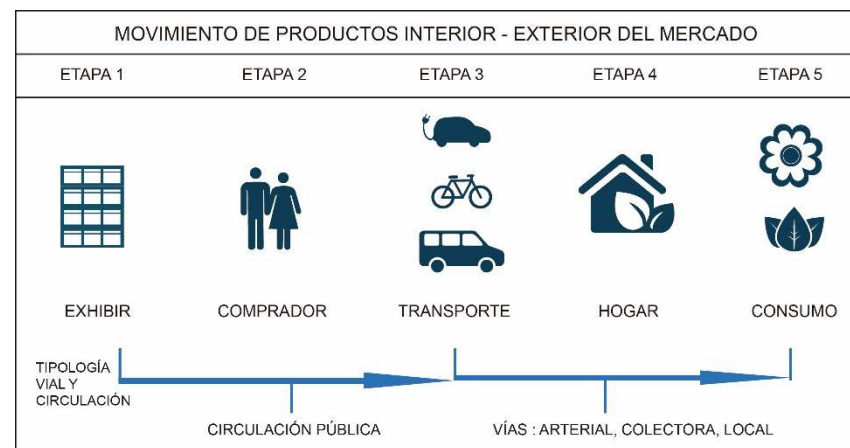 MOVIMIENTO DE PRODUCTOS INTERIOR - EXTERIOR DEL MERCADO
ETAPA 1 ETAPA 2 ETAPA 3 ETAPA 4 ETAPA 5
EXHIBIR COMPRADOR TRANSPORTE HOGAR CONSUMO
TIPOLOGÍA
VIAL Y
CIRCULACIÓN
CIRCULACIÓN PÚBLICA VÍAS : ARTERIAL, COLECTORA, LOCAL